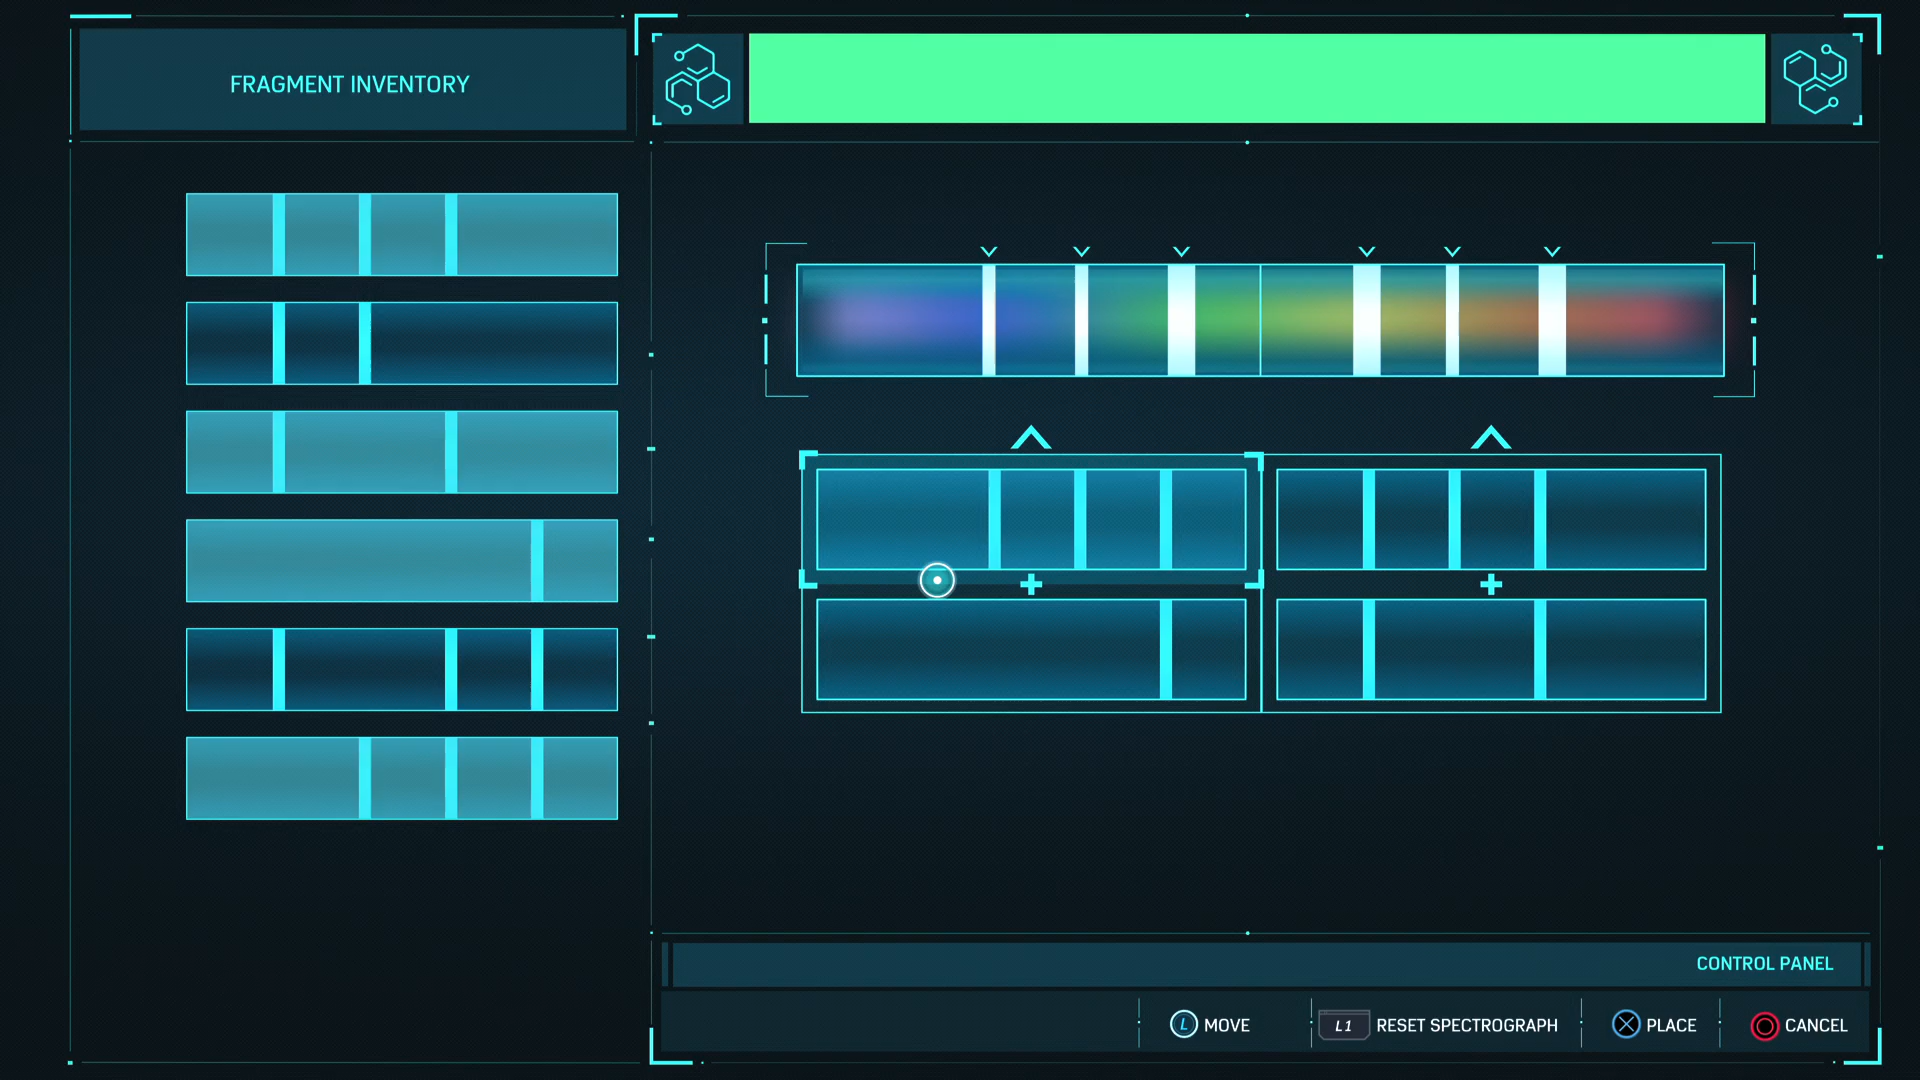 FRAGMENT INVENTORY
CONTROL PANEL
L MOVE
L1 RESET SPECTROGRAPH
PLACE
CANCEL